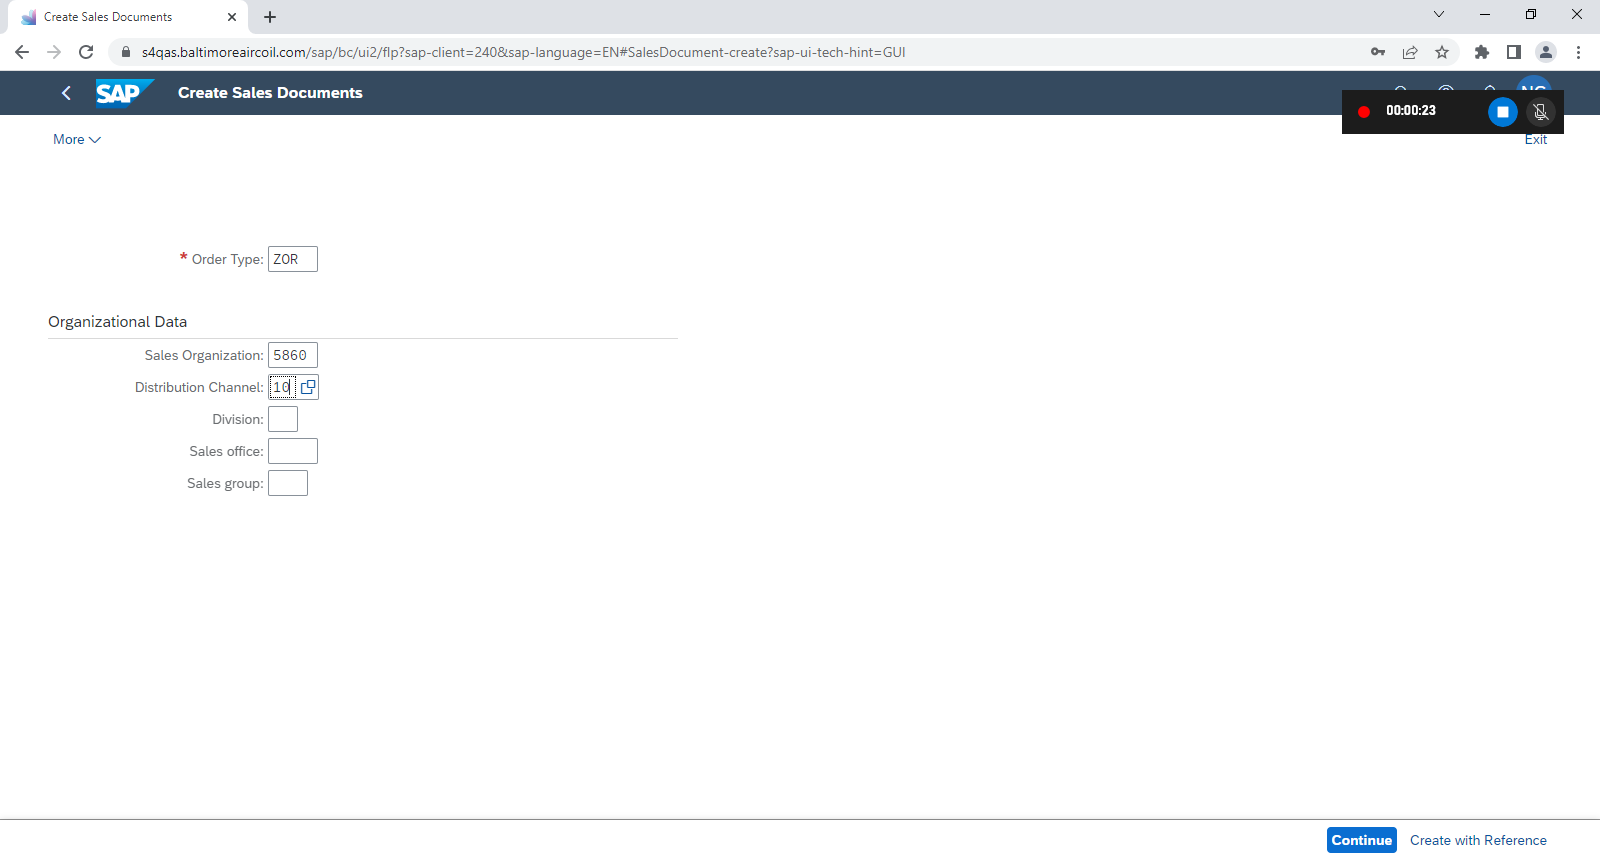 Create Sales Documents
s4qas.baltimoreaircoil.com/sap/bc/ui2/flp?sap-client=240&sap-language=EN#SalesDocument-create?sap-ui-tech-hint=GUI
SAP Create Sales Documents
00:00:23
More Exit
* Order Type: ZOR
Organizational Data
Sales Organization: 5860
Distribution Channel: 10
Division:
Sales office:
Sales group:
Continue Create with Reference